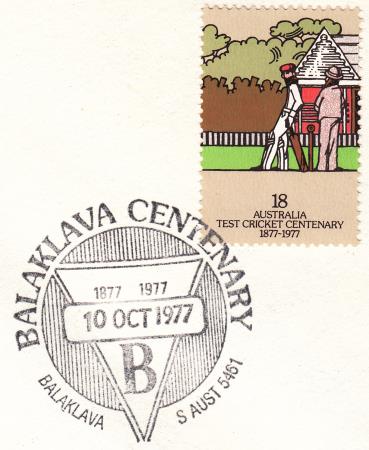 18
AUSTRALIA
TEST CRICKET CENTENARY
1877-1977
BALAKLAVA CENTENARY
1877 1977
10 OCT 1977
B
BALAKLAVA S AUST 5461